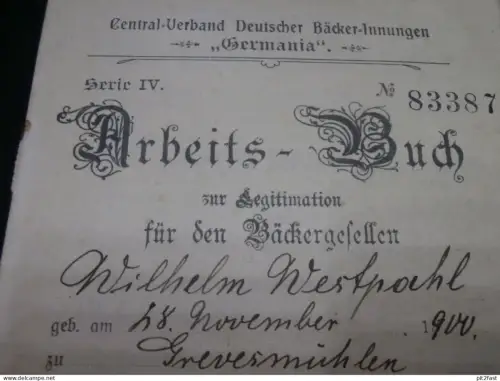 Central-Verband Deutscher Bäcker-Innungen
„Germania“.
Serie IV. № 83387
Arbeits-Buch
zur Legitimation
für den Bäckergesellen
Wilhelm Westpahl
geb. am 28. November 1900.
zu Grevesmühlen